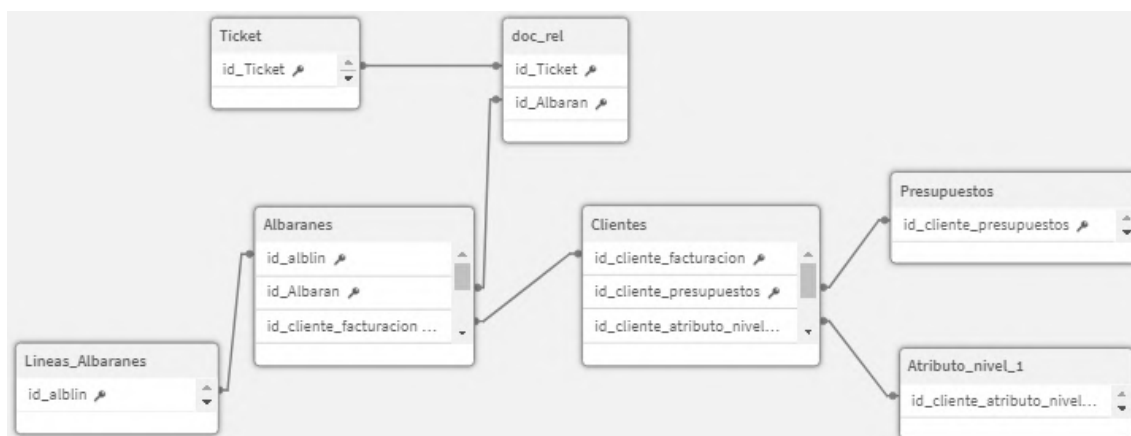 Ticket
id_Ticket
doc_rel
id_Ticket
id_Albaran
Albaranes
id_alblin
id_Albaran
id_cliente_facturacion ...
Clientes
id_cliente_facturacion
id_cliente_presupuestos
id_cliente_atributo_nivel...
Presupuestos
id_cliente_presupuestos
Lineas_Albaranes
id_alblin
Atributo_nivel_1
id_cliente_atributo_nivel...